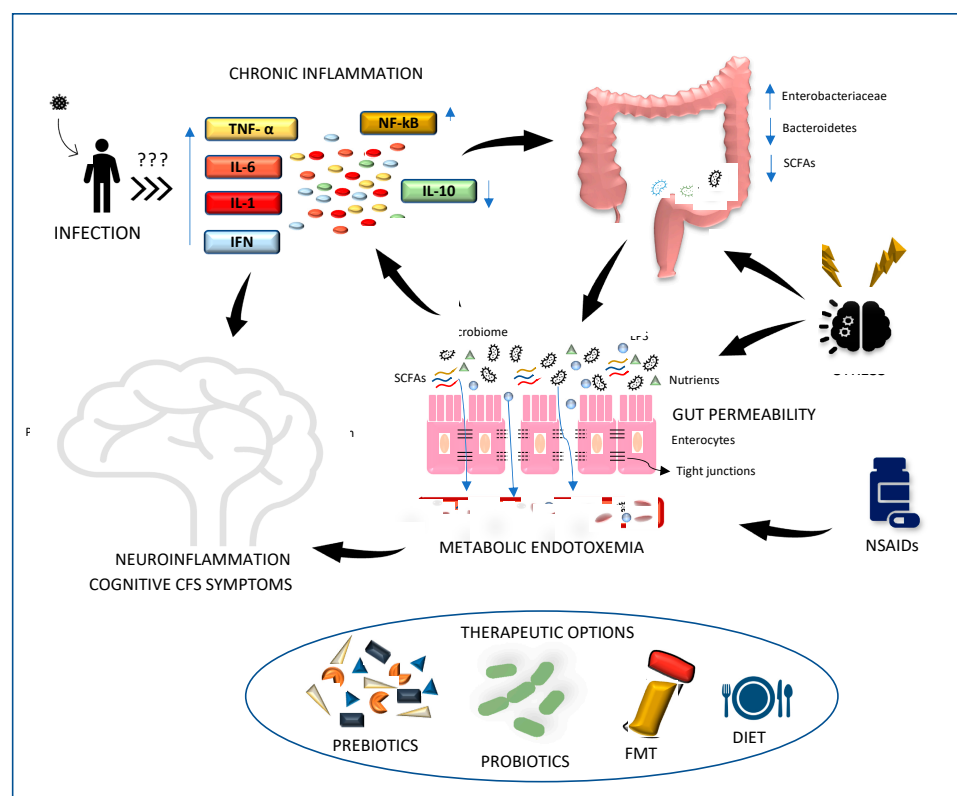 CHRONIC INFLAMMATION
TNF- α
NF-kB
IL-6
IL-1
IL-10
IFN
???
INFECTION
Enterobacteriaceae
Bacteroidetes
SCFAs
SCFAs
Nutrients
GUT PERMEABILITY
Enterocytes
Tight junctions
METABOLIC ENDOTOXEMIA
NSAIDs
NEUROINFLAMMATION
COGNITIVE CFS SYMPTOMS
THERAPEUTIC OPTIONS
PREBIOTICS
PROBIOTICS
FMT
DIET